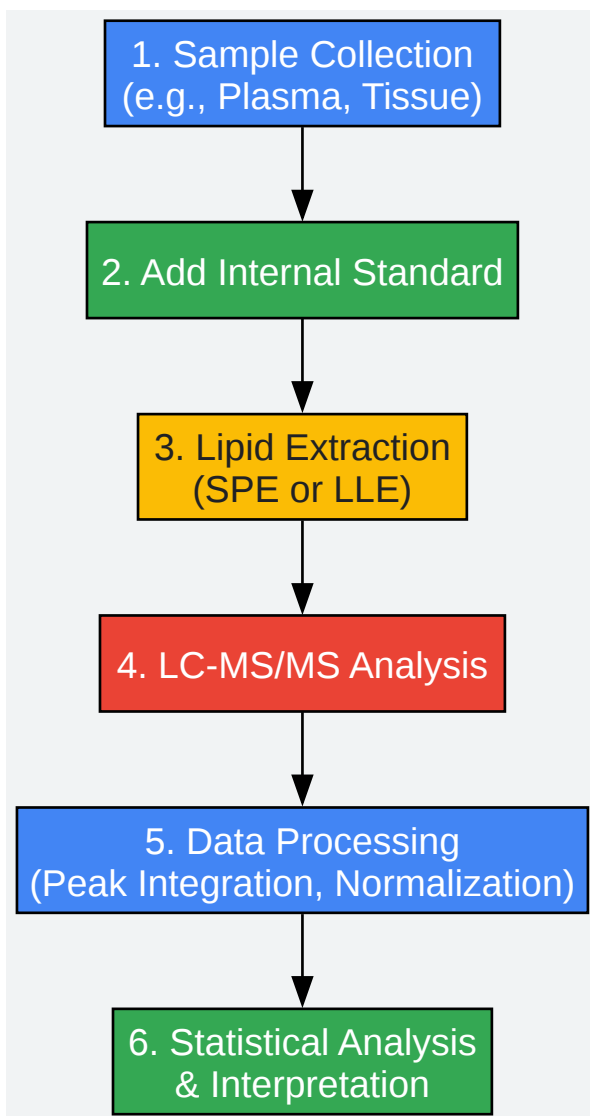 1. Sample Collection
(e.g., Plasma, Tissue)
2. Add Internal Standard
3. Lipid Extraction
(SPE or LLE)
4. LC-MS/MS Analysis
5. Data Processing
(Peak Integration, Normalization)
6. Statistical Analysis
& Interpretation